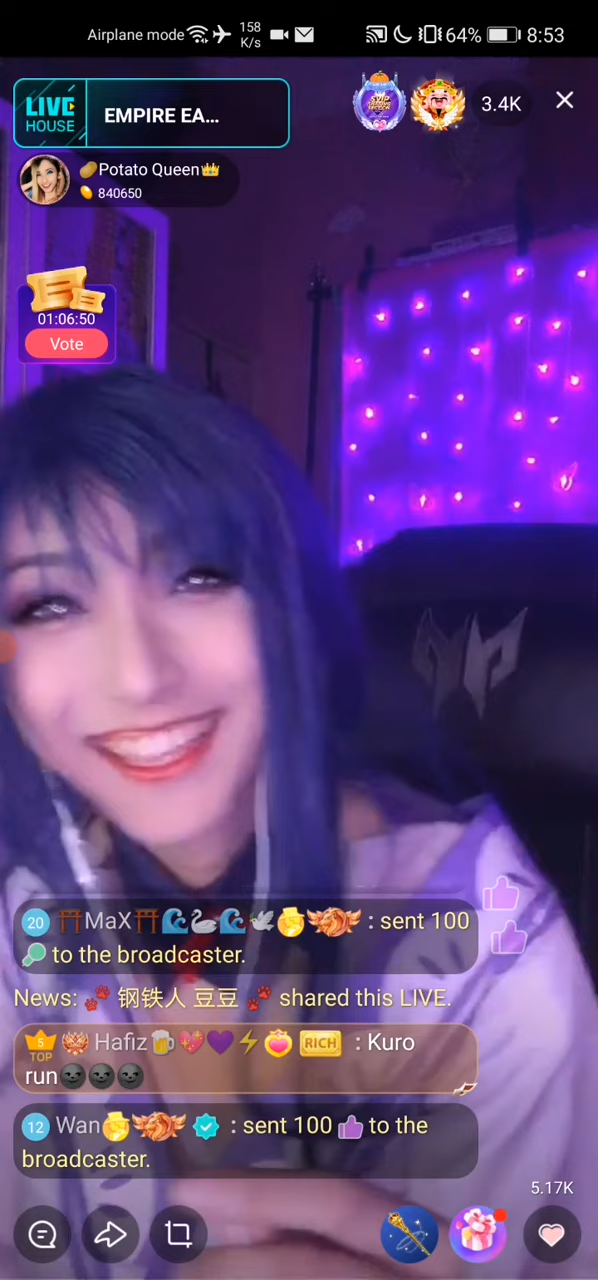 Airplane mode
158
K/s
64%
8:53
LIVE
HOUSE
EMPIRE EA...
3.4K
🥔Potato Queen👑
840650
01:06:50
Vote
20 ⛩MaX⛩🌊🦢🌊🕊 : sent 100
to the broadcaster.
News: 🐾 钢铁人 豆豆 🐾 shared this LIVE.
5 TOP Hafiz🍺💖💜⚡ RICH : Kuro
run🌚🌚🌚
12 Wan : sent 100 👍 to the
broadcaster.
5.17K